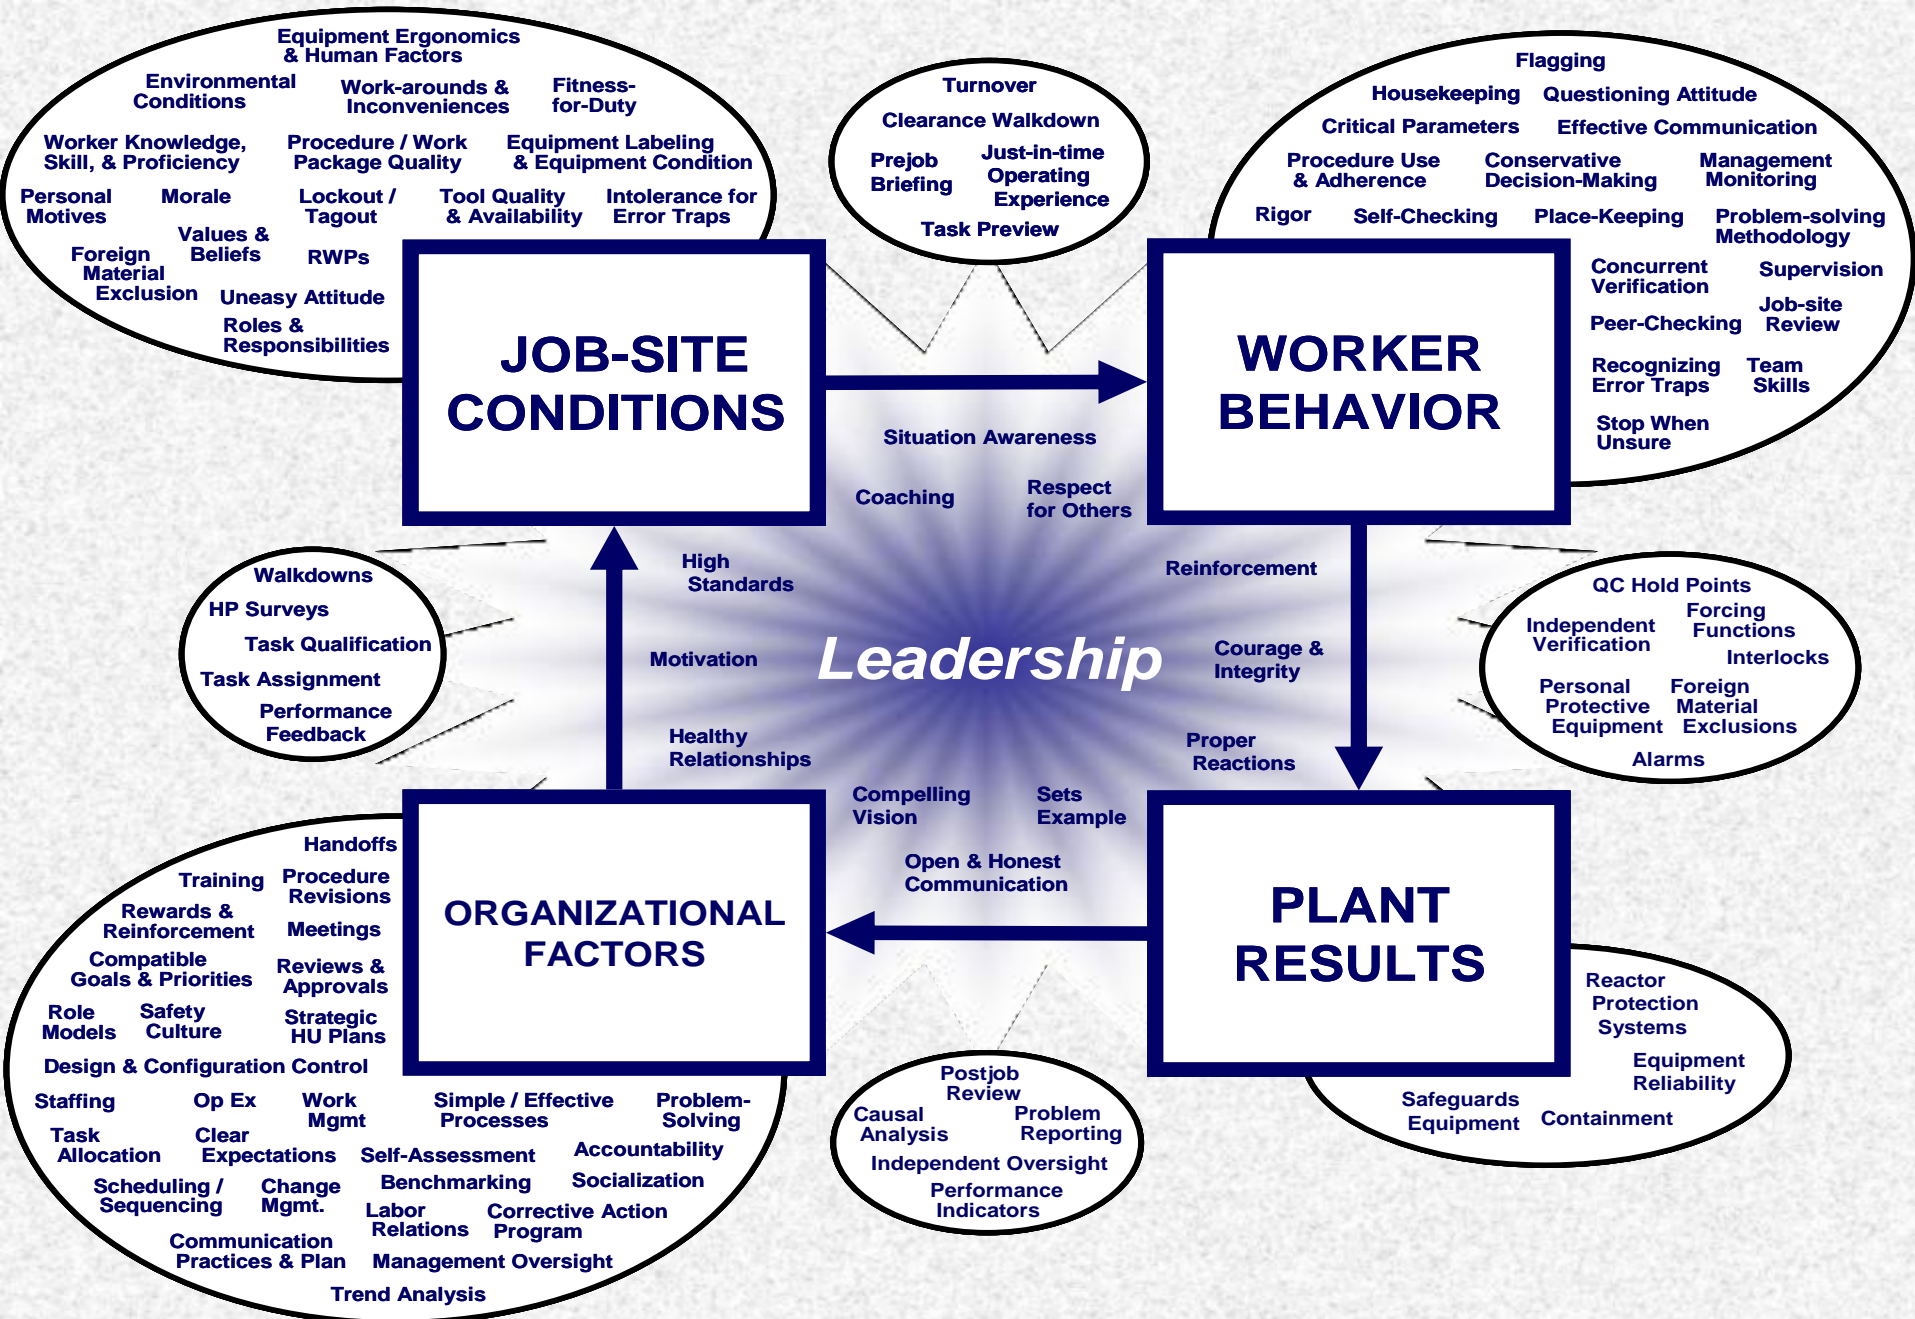 Equipment Ergonomics
& Human Factors
Environmental
Conditions
Work-arounds &
Inconveniences
Fitness-
for-Duty
Worker Knowledge,
Skill, & Proficiency
Procedure / Work
Package Quality
Equipment Labeling
& Equipment Condition
Personal
Motives
Morale
Lockout /
Tagout
Tool Quality
& Availability
Intolerance for
Error Traps
Values &
Beliefs
Foreign
Material
Exclusion
RWPs
Uneasy Attitude
Roles &
Responsibilities
JOB-SITE
CONDITIONS
Turnover
Clearance Walkdown
Prejob
Briefing
Just-in-time
Operating
Experience
Task Preview
Flagging
Housekeeping
Questioning Attitude
Critical Parameters
Effective Communication
Procedure Use
& Adherence
Conservative
Decision-Making
Management
Monitoring
Rigor
Self-Checking
Place-Keeping
Problem-solving
Methodology
Concurrent
Verification
Supervision
Peer-Checking
Job-site
Review
Recognizing
Error Traps
Team
Skills
Stop When
Unsure
WORKER
BEHAVIOR
Situation Awareness
Coaching
Respect
for Others
High
Standards
Reinforcement
Motivation
Leadership
Courage &
Integrity
Healthy
Relationships
Proper
Reactions
Compelling
Vision
Sets
Example
Open & Honest
Communication
Walkdowns
HP Surveys
Task Qualification
Task Assignment
Performance
Feedback
QC Hold Points
Forcing
Functions
Independent
Verification
Interlocks
Personal
Protective
Equipment
Foreign
Material
Exclusions
Alarms
ORGANIZATIONAL
FACTORS
Handoffs
Training
Procedure
Revisions
Rewards &
Reinforcement
Meetings
Compatible
Goals & Priorities
Reviews &
Approvals
Role
Models
Safety
Culture
Strategic
HU Plans
Design & Configuration Control
Staffing
Op Ex
Work
Mgmt
Simple / Effective
Processes
Problem-
Solving
Task
Allocation
Clear
Expectations
Self-Assessment
Accountability
Scheduling /
Sequencing
Change
Mgmt.
Benchmarking
Socialization
Labor
Relations
Corrective Action
Program
Communication
Practices & Plan
Management Oversight
Trend Analysis
Postjob
Review
Causal
Analysis
Problem
Reporting
Independent Oversight
Performance
Indicators
PLANT
RESULTS
Reactor
Protection
Systems
Equipment
Reliability
Safeguards
Equipment
Containment